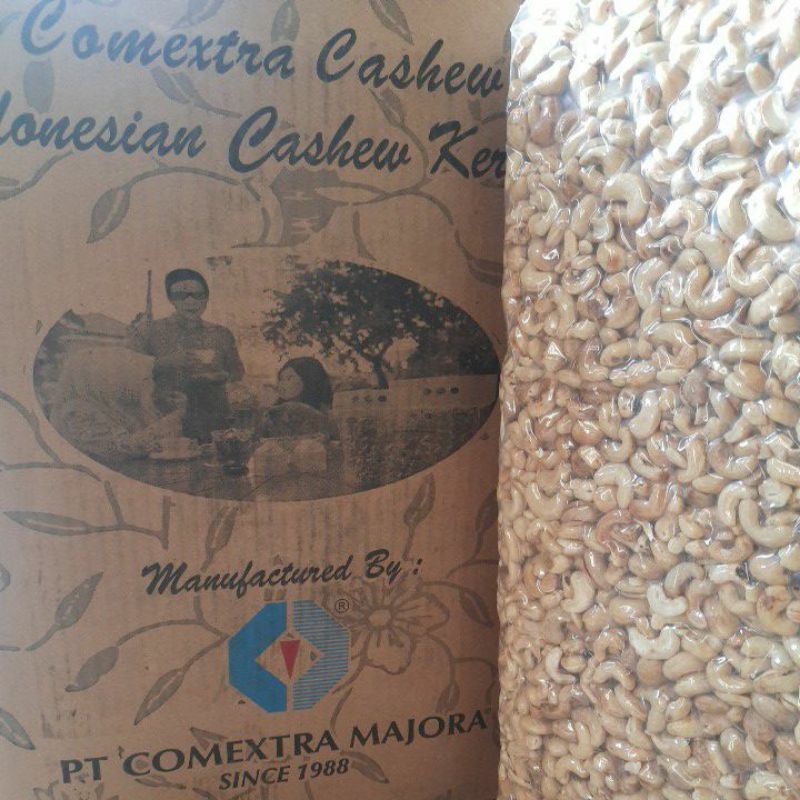 Comextra Cashew
donesian Cashew Ker
Manufactured By :
®
PT COMEXTRA MAJORA
SINCE 1988